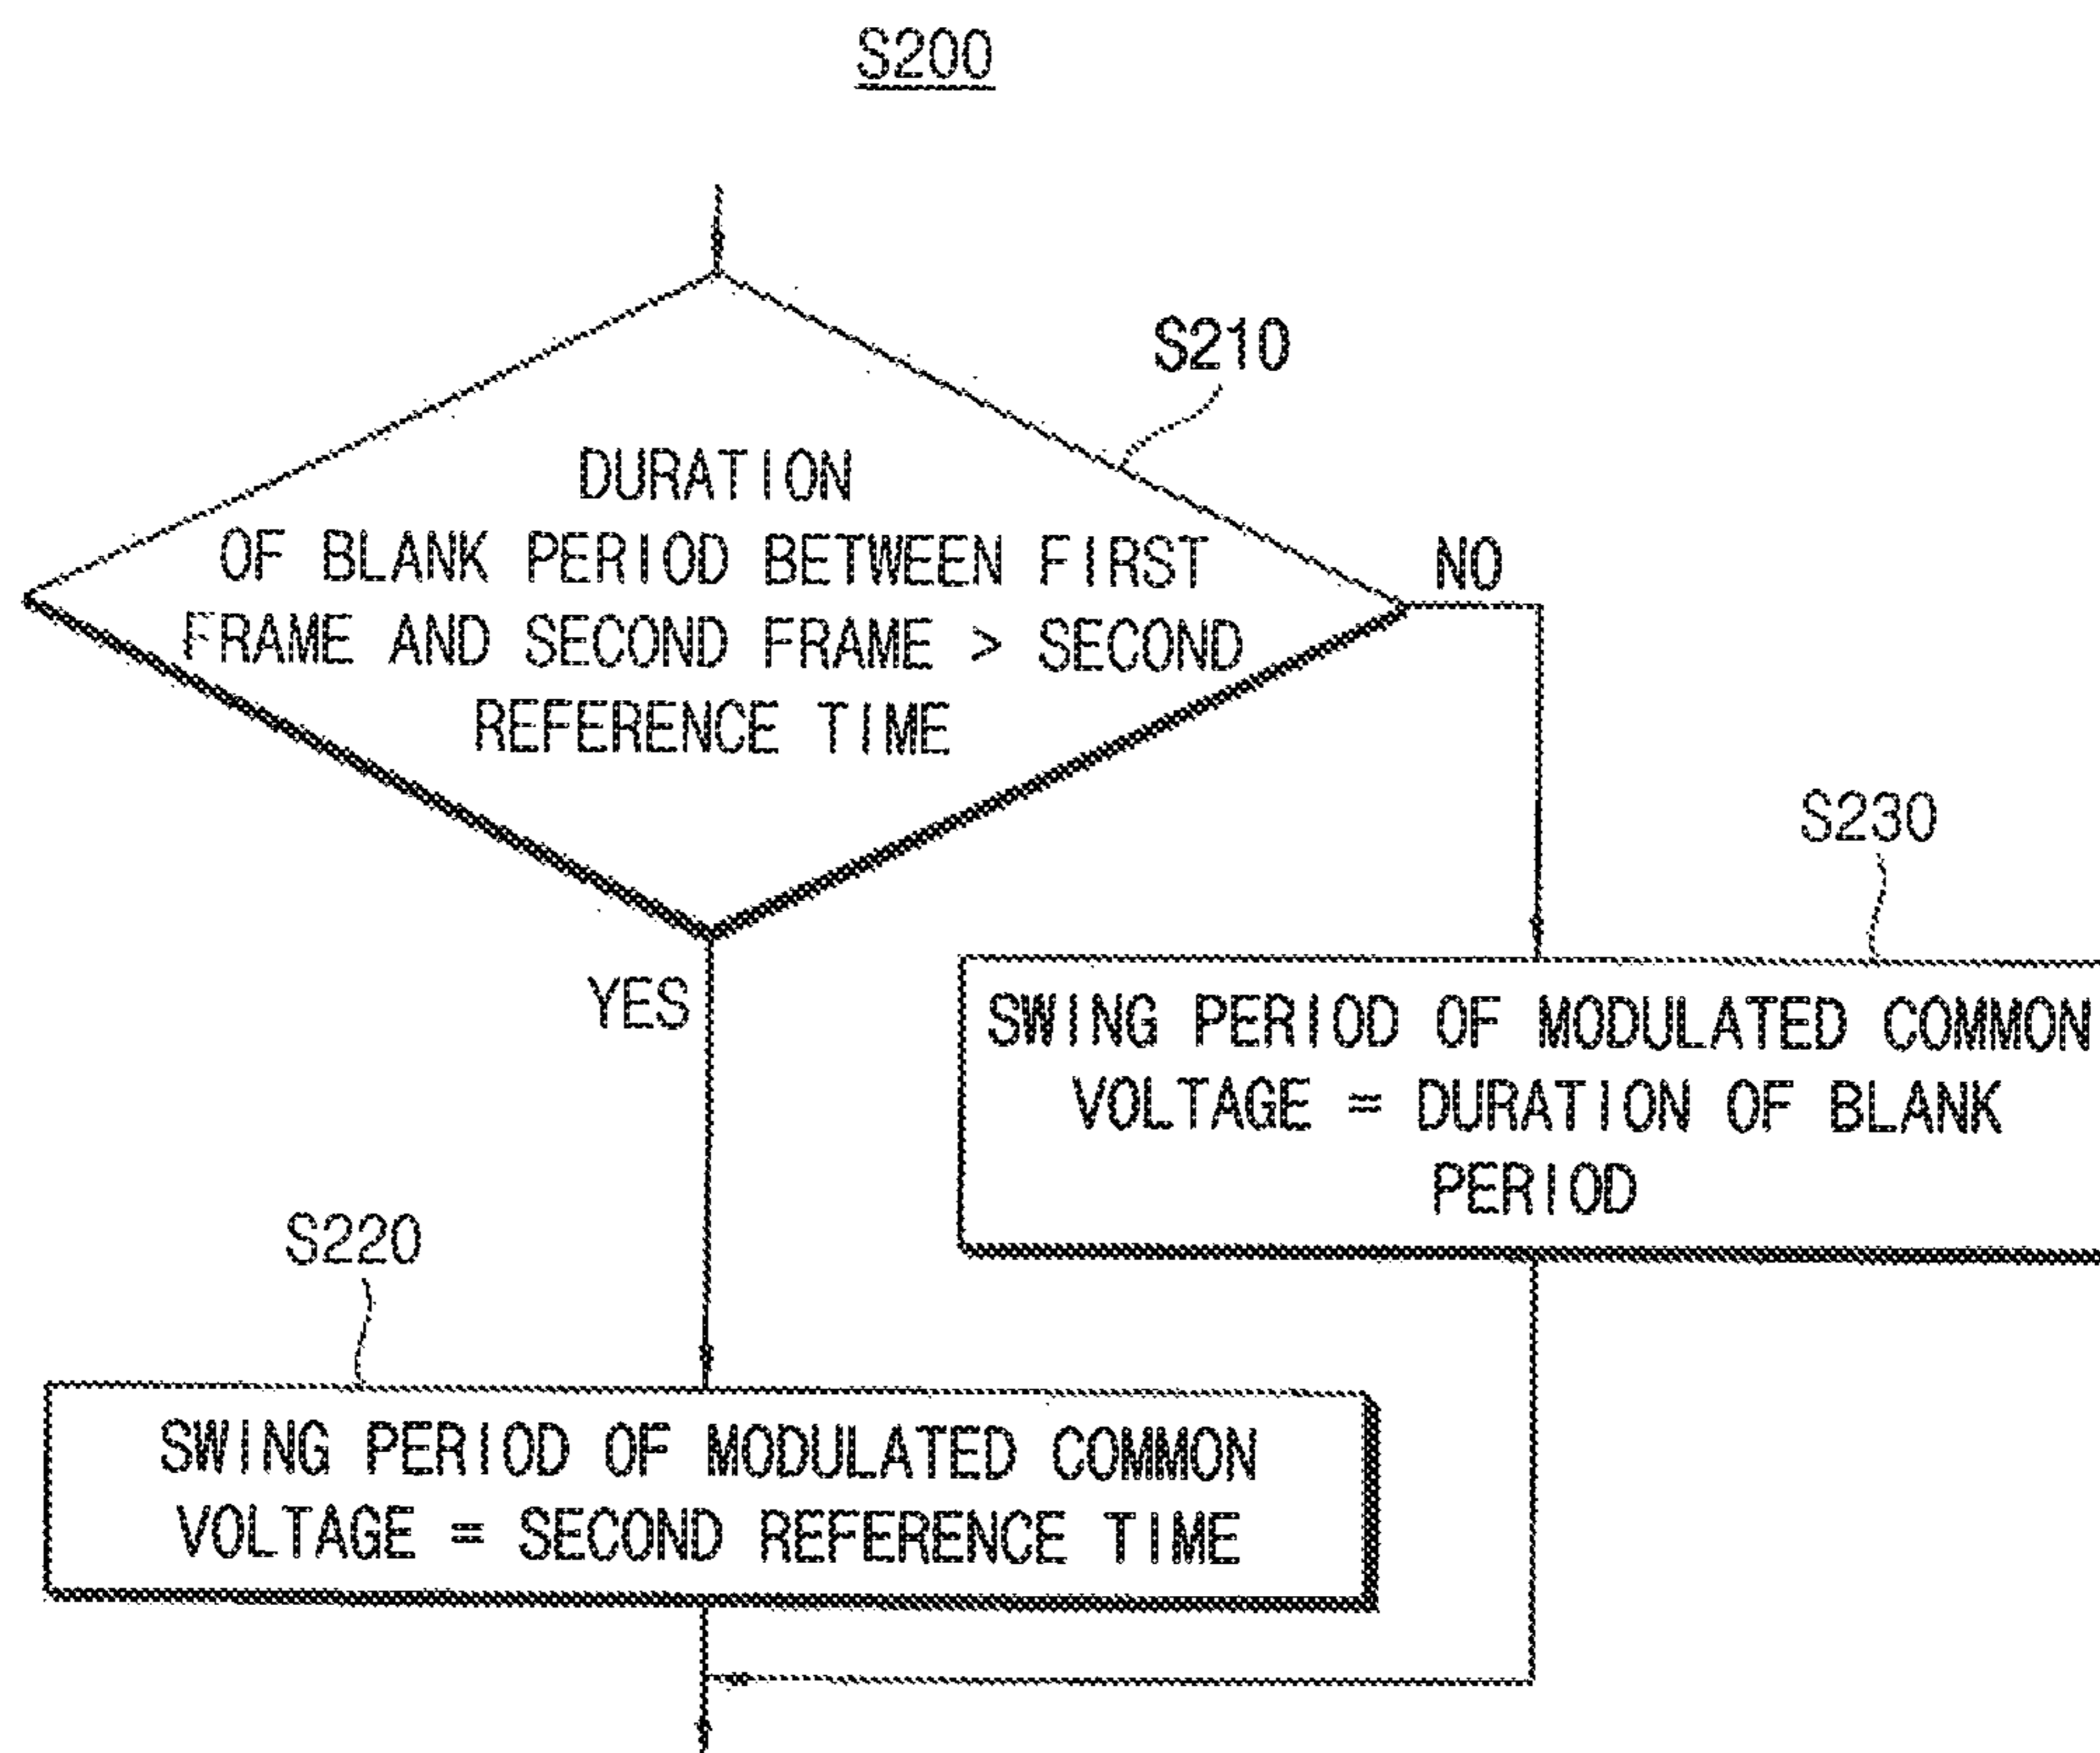 S200
S210
DURATION
OF BLANK PERIOD BETWEEN FIRST
FRAME AND SECOND FRAME > SECOND
REFERENCE TIME
NO
YES
S230
SWING PERIOD OF MODULATED COMMON
VOLTAGE = DURATION OF BLANK
PERIOD
S220
SWING PERIOD OF MODULATED COMMON
VOLTAGE = SECOND REFERENCE TIME